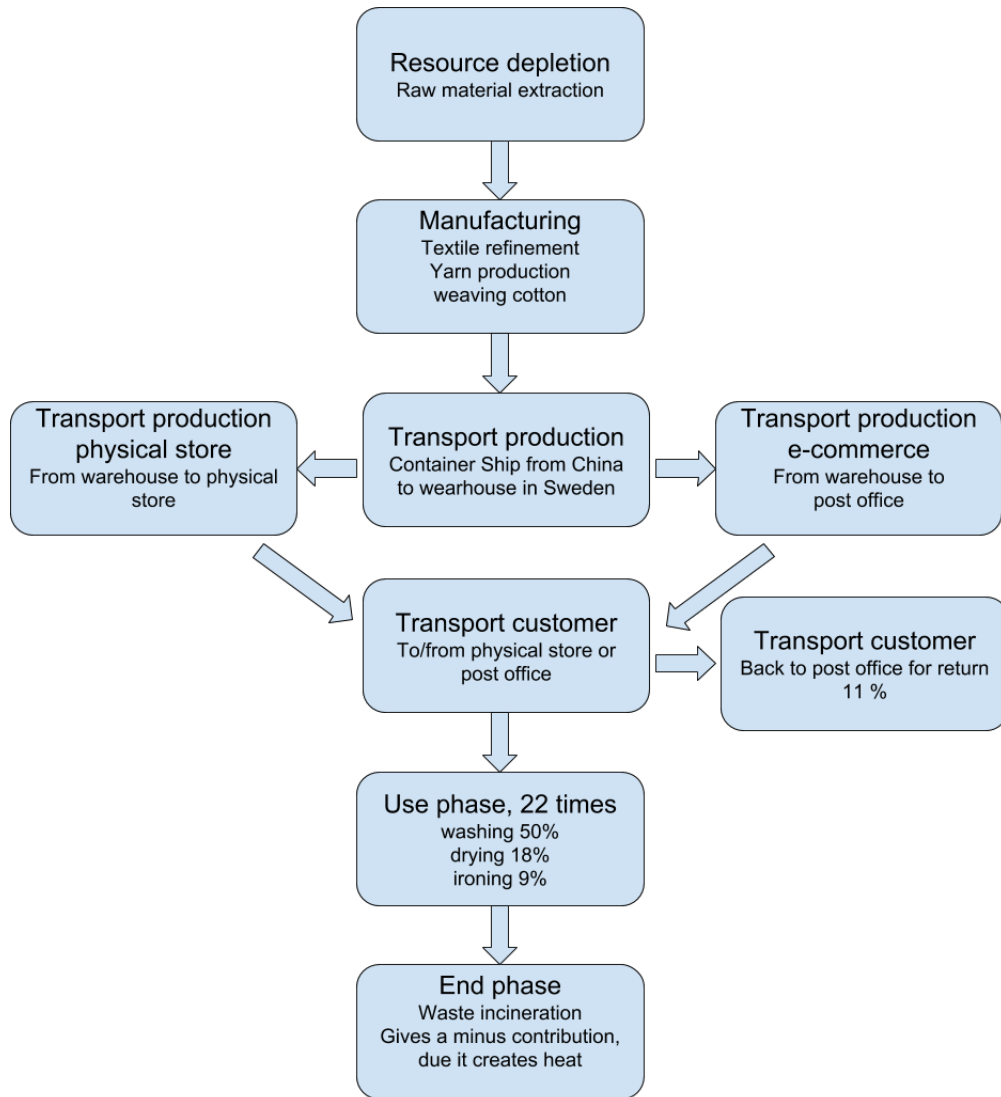 Resource depletion
Raw material extraction
Manufacturing
Textile refinement
Yarn production
weaving cotton
Transport production
physical store
From warehouse to physical
store
Transport production
Container Ship from China
to wearhouse in Sweden
Transport production
e-commerce
From warehouse to
post office
Transport customer
To/from physical store or
post office
Transport customer
Back to post office for return
11 %
Use phase, 22 times
washing 50%
drying 18%
ironing 9%
End phase
Waste incineration
Gives a minus contribution,
due it creates heat